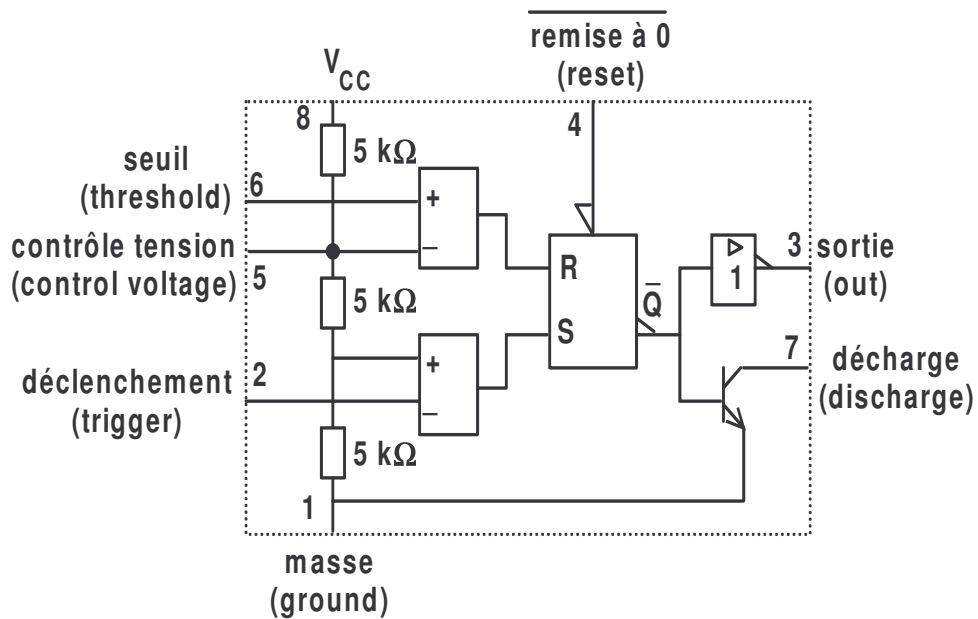 remise à 0
(reset)
V CC
8
4
5 kΩ
seuil
(threshold)
6
+
contrôle tension
(control voltage)
5
–
R
S
Q̅
▷
1
3
sortie
(out)
5 kΩ
7
décharge
(discharge)
déclenchement
(trigger)
2
+
–
5 kΩ
1
masse
(ground)